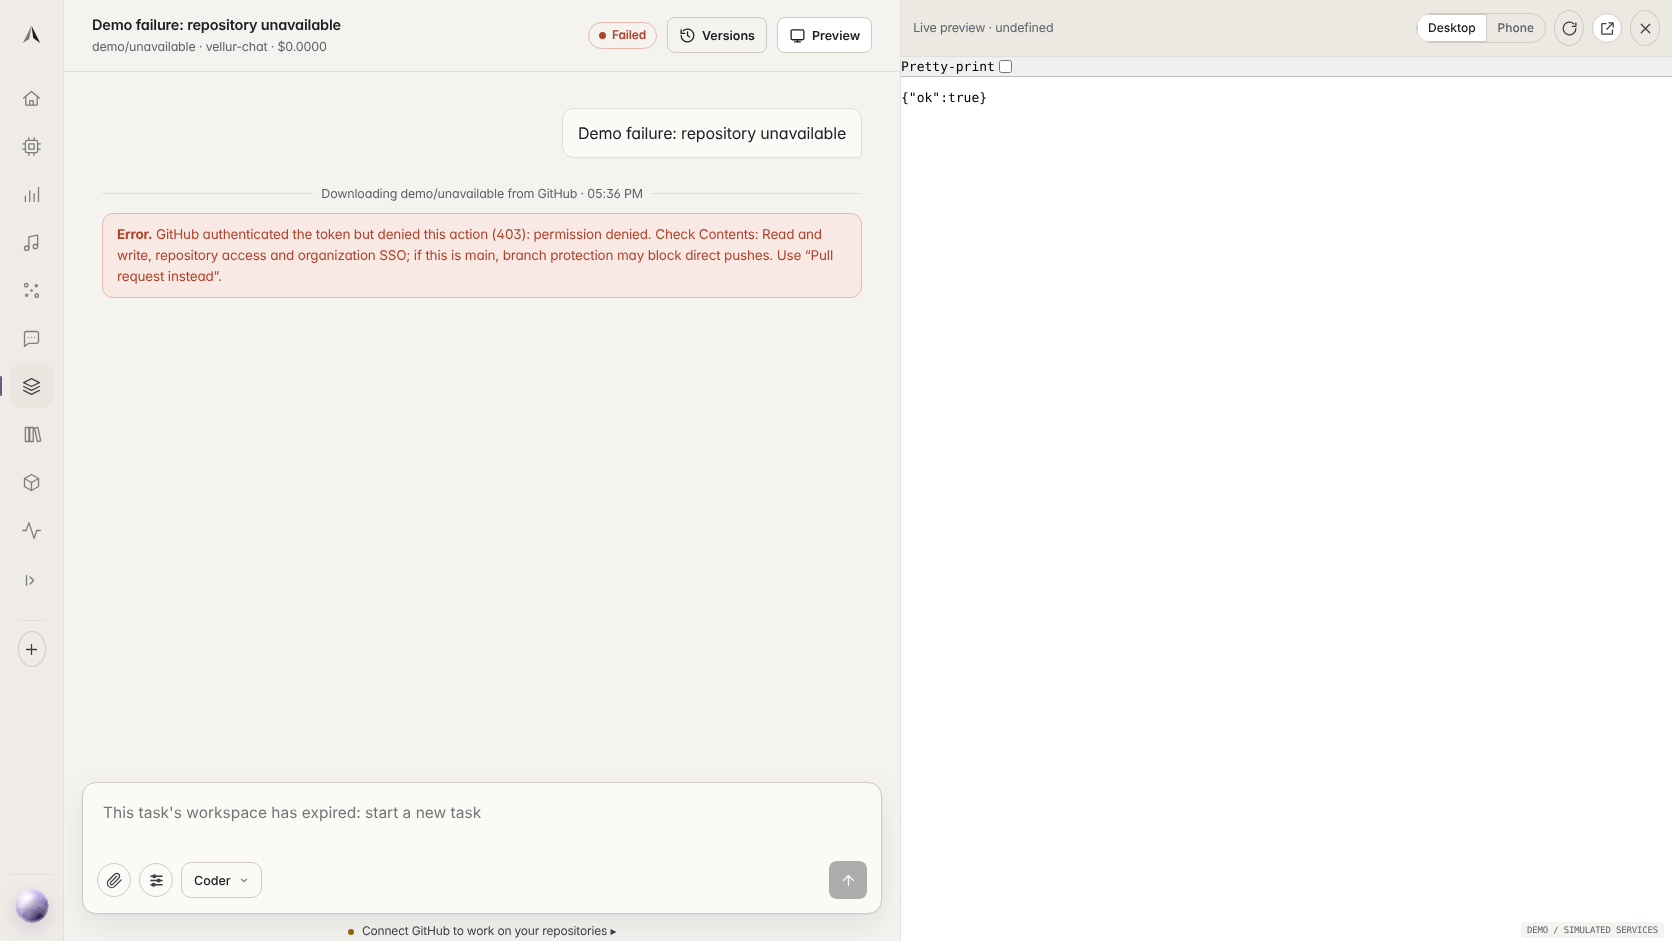 Demo failure: repository unavailable
demo/unavailable · vellur-chat · $0.0000
Failed
Versions
Preview
Demo failure: repository unavailable
Downloading demo/unavailable from GitHub · 05:36 PM
Error. GitHub authenticated the token but denied this action (403): permission denied. Check Contents: Read and
write, repository access and organization SSO; if this is main, branch protection may block direct pushes. Use “Pull
request instead”.
This task's workspace has expired: start a new task
Coder
Connect GitHub to work on your repositories ▸
Live preview · undefined
Desktop
Phone
Pretty-print
{"ok":true}
DEMO / SIMULATED SERVICES